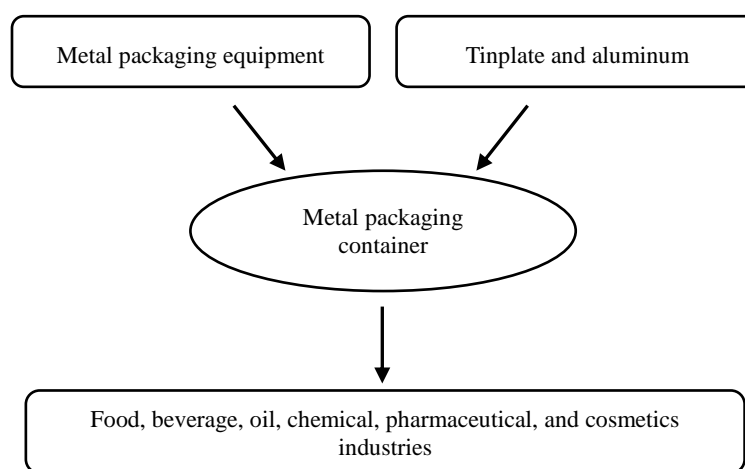 Metal packaging equipment
Tinplate and aluminum
Metal packaging
container
Food, beverage, oil, chemical, pharmaceutical, and cosmetics
industries